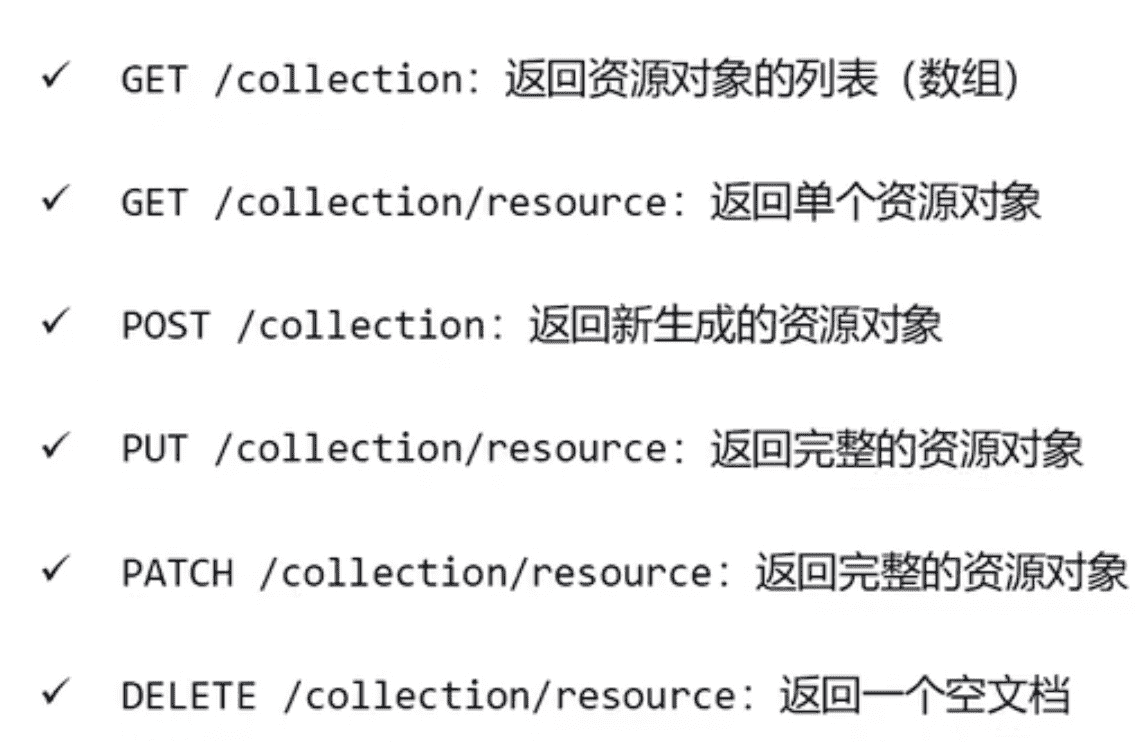 ✓ GET /collection：返回资源对象的列表（数组）
✓ GET /collection/resource：返回单个资源对象
✓ POST /collection：返回新生成的资源对象
✓ PUT /collection/resource：返回完整的资源对象
✓ PATCH /collection/resource：返回完整的资源对象
✓ DELETE /collection/resource：返回一个空文档